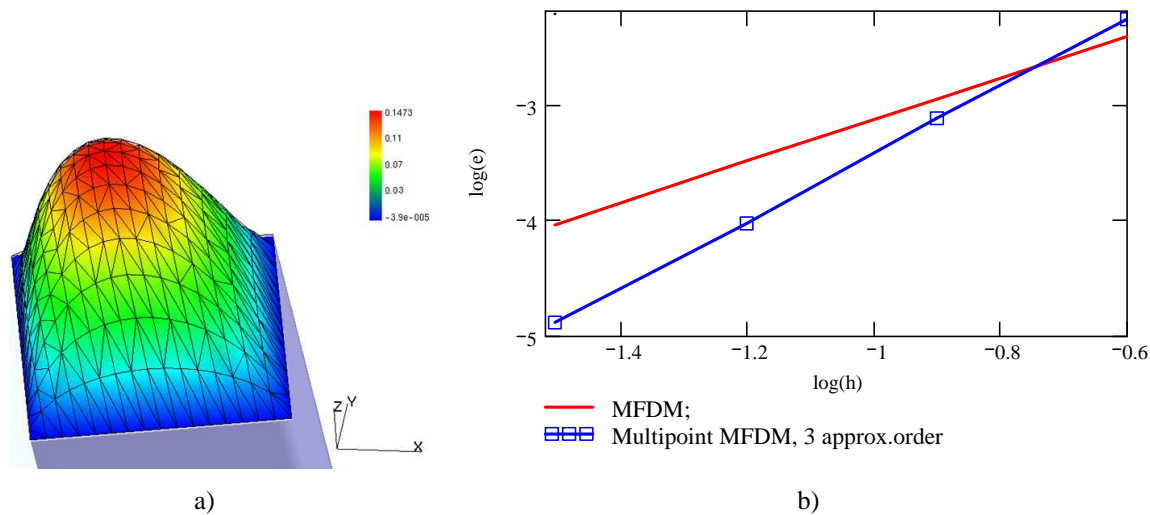 0.1473
0.11
0.07
0.03
−3.9e−005
Z
Y
X
a)
log(e)
−3
−4
−5
−1.4
−1.2
−1
−0.8
−0.6
log(h)
MFDM;
Multipoint MFDM, 3 approx.order
b)